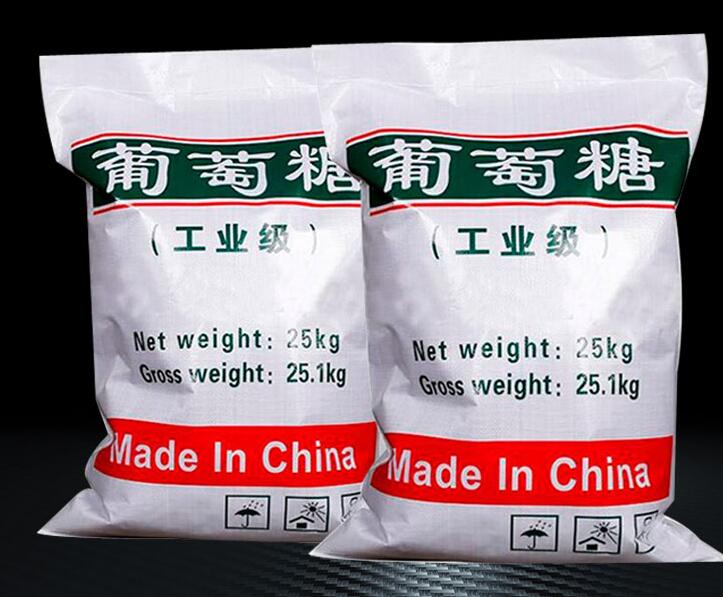 葡萄糖
（工业级）
Net weight: 25kg
Gross weight: 25.1kg
Made In China
葡萄糖
（工业级）
Net weight: 25kg
Gross weight: 25.1kg
Made In China